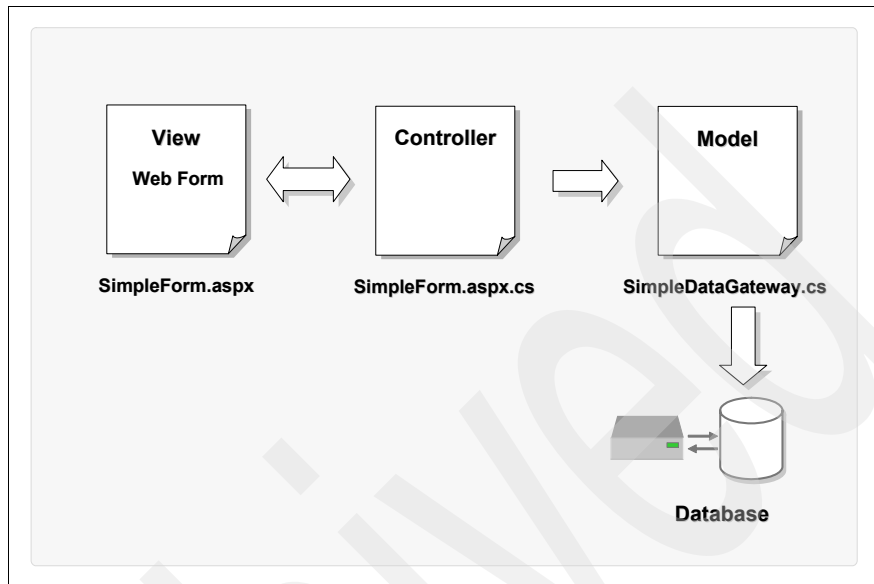 View
Web Form
SimpleForm.aspx
Controller
SimpleForm.aspx.cs
Model
SimpleDataGateway.cs
Database